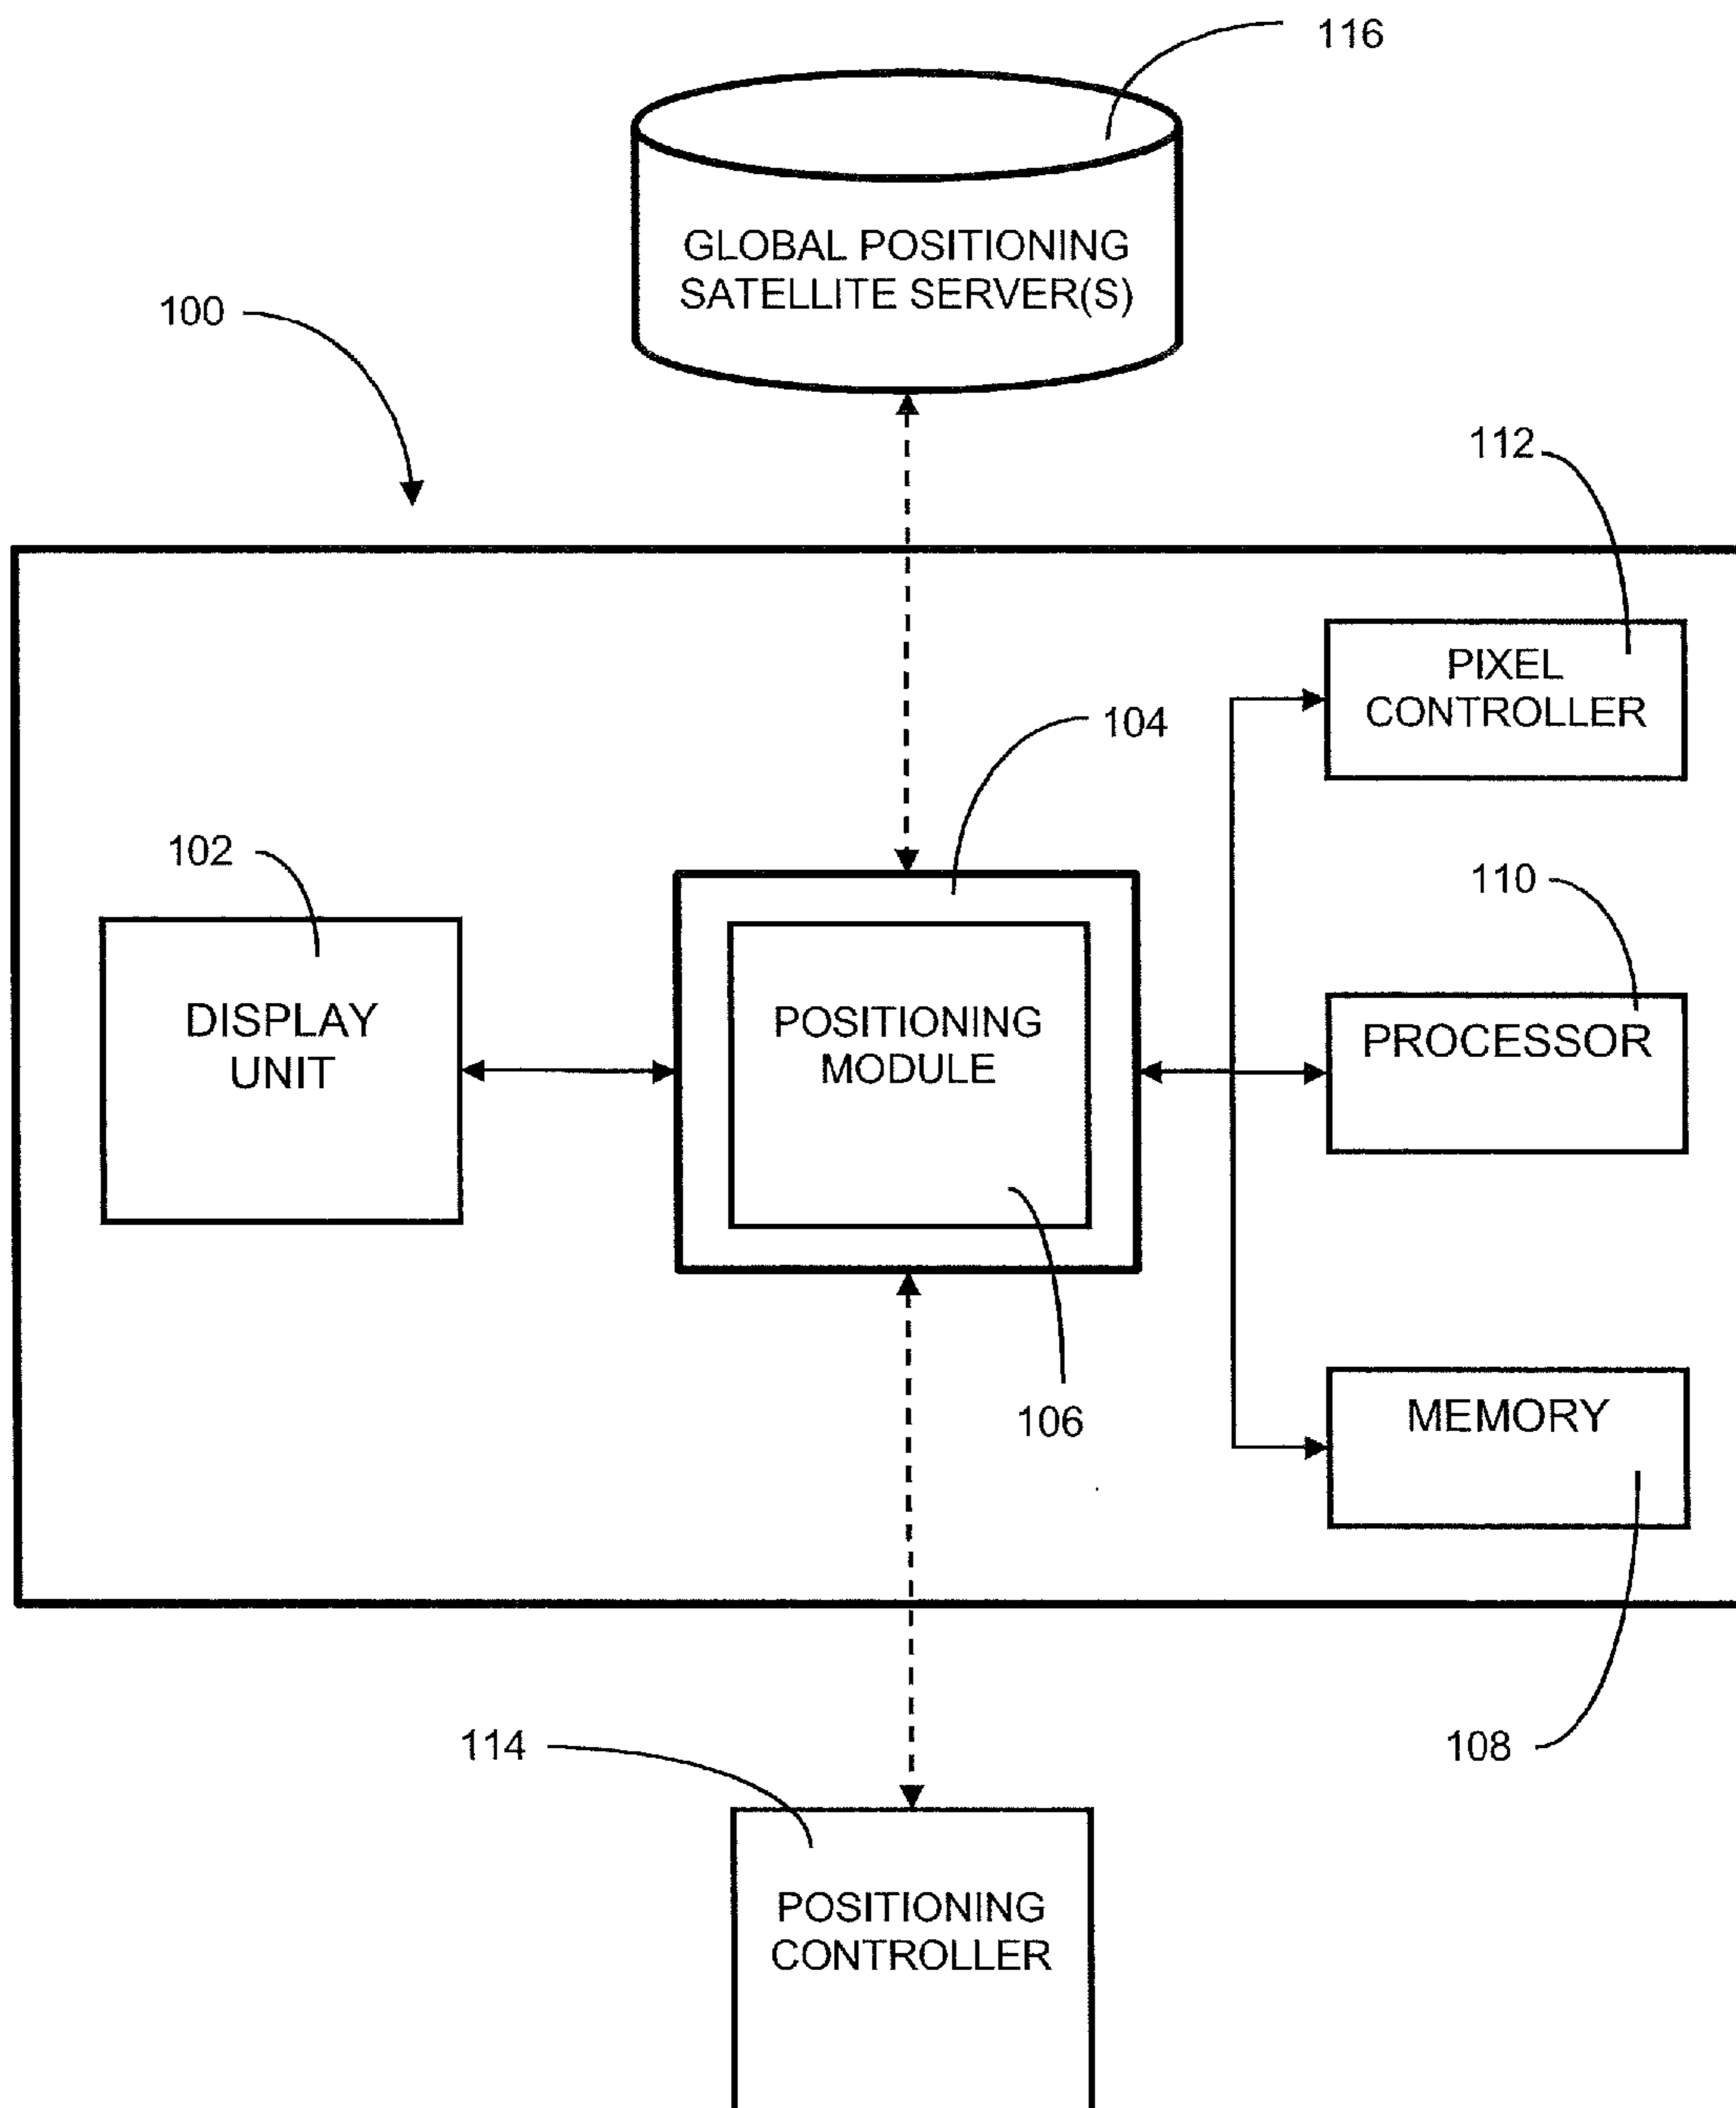 116
GLOBAL POSITIONING
SATELLITE SERVER(S)
100
112
PIXEL
CONTROLLER
104
102
110
DISPLAY
UNIT
POSITIONING
MODULE
PROCESSOR
106
MEMORY
114
108
POSITIONING
CONTROLLER